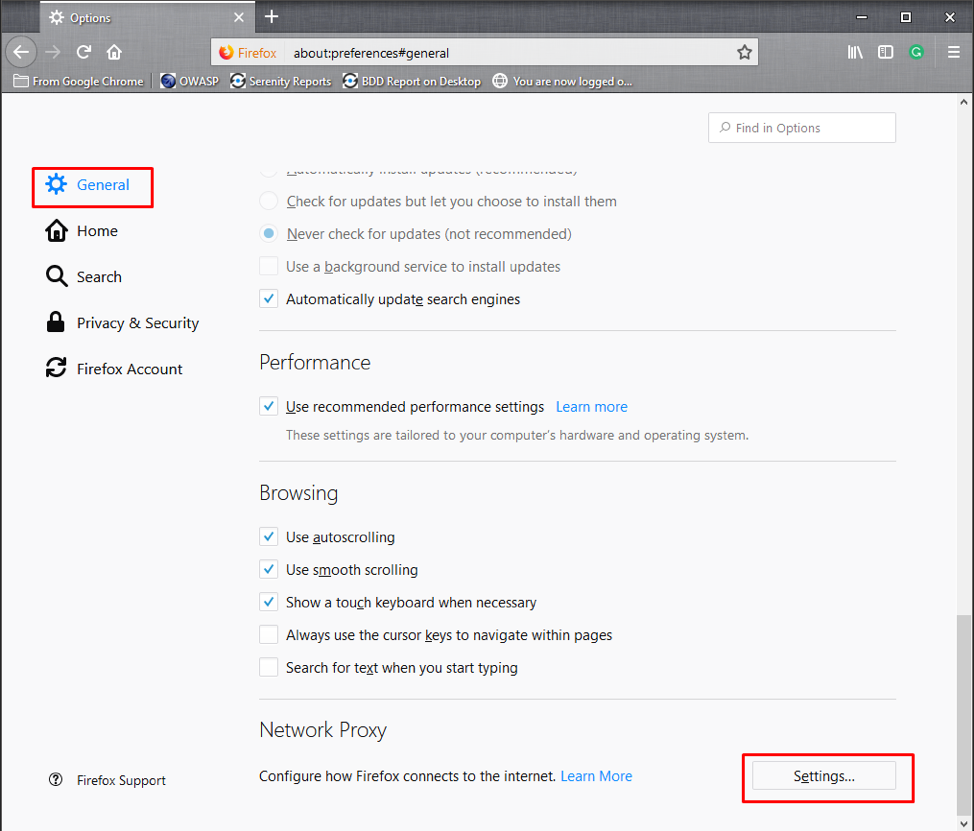 Options
Firefox about:preferences#general
From Google Chrome OWASP Serenity Reports BDD Report on Desktop You are now logged o...
Find in Options
General
Home
Search
Privacy & Security
Firefox Account
Firefox Support
Automatically install updates (recommended)
Check for updates but let you choose to install them
Never check for updates (not recommended)
Use a background service to install updates
Automatically update search engines
Performance
Use recommended performance settings Learn more
These settings are tailored to your computer's hardware and operating system.
Browsing
Use autoscrolling
Use smooth scrolling
Show a touch keyboard when necessary
Always use the cursor keys to navigate within pages
Search for text when you start typing
Network Proxy
Configure how Firefox connects to the internet. Learn More
Settings...